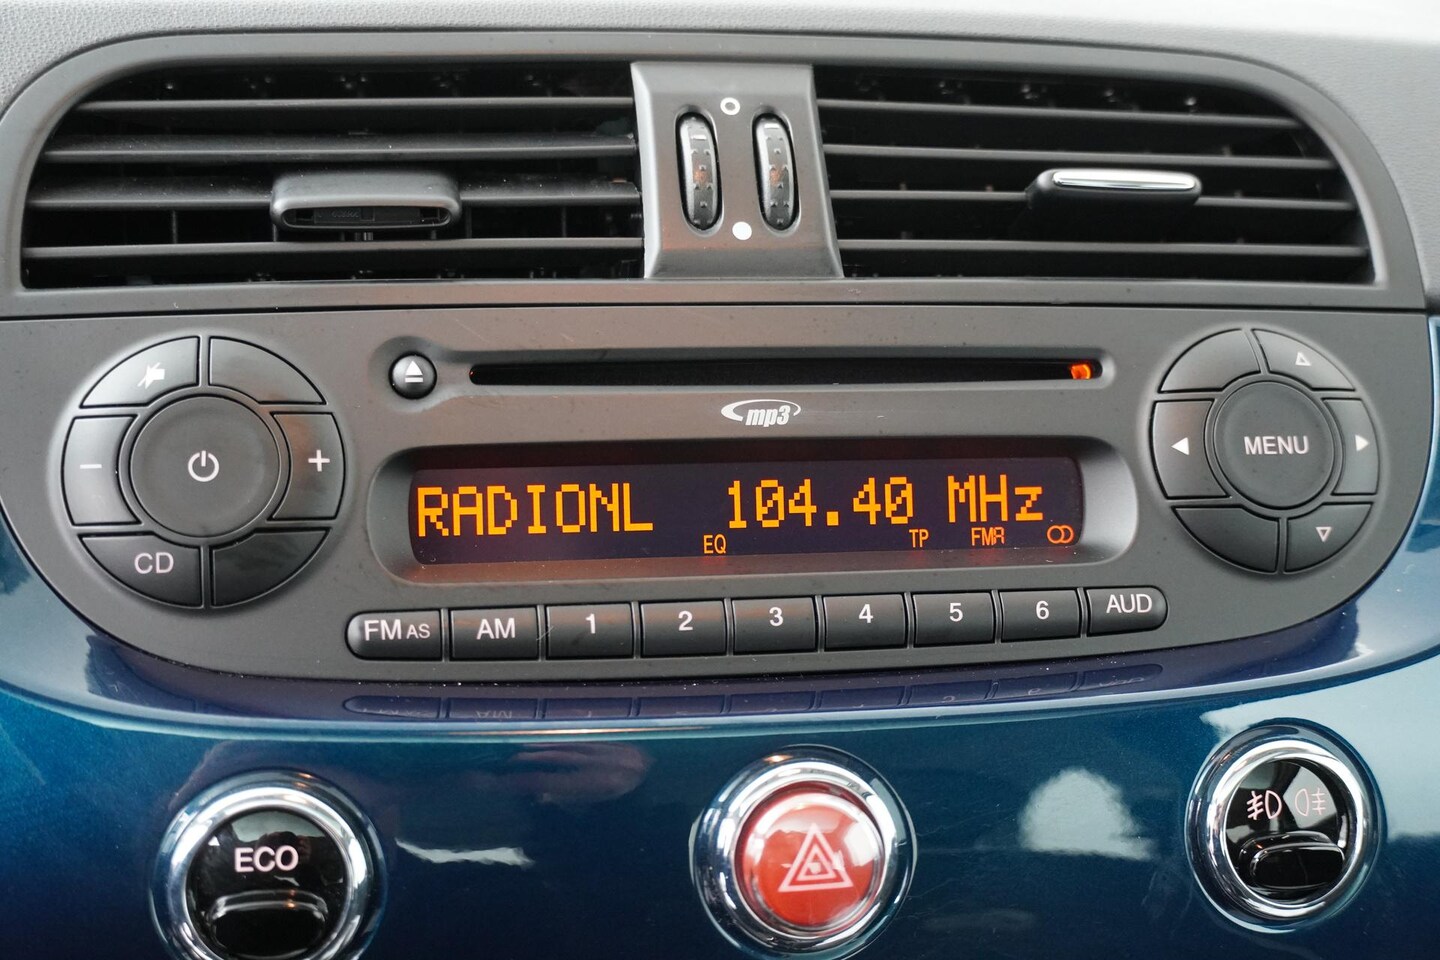 mp3
RADIONL 104.40 MHz
EQ TP FMR
MENU
CD
FM AS AM 1 2 3 4 5 6 AUD
ECO